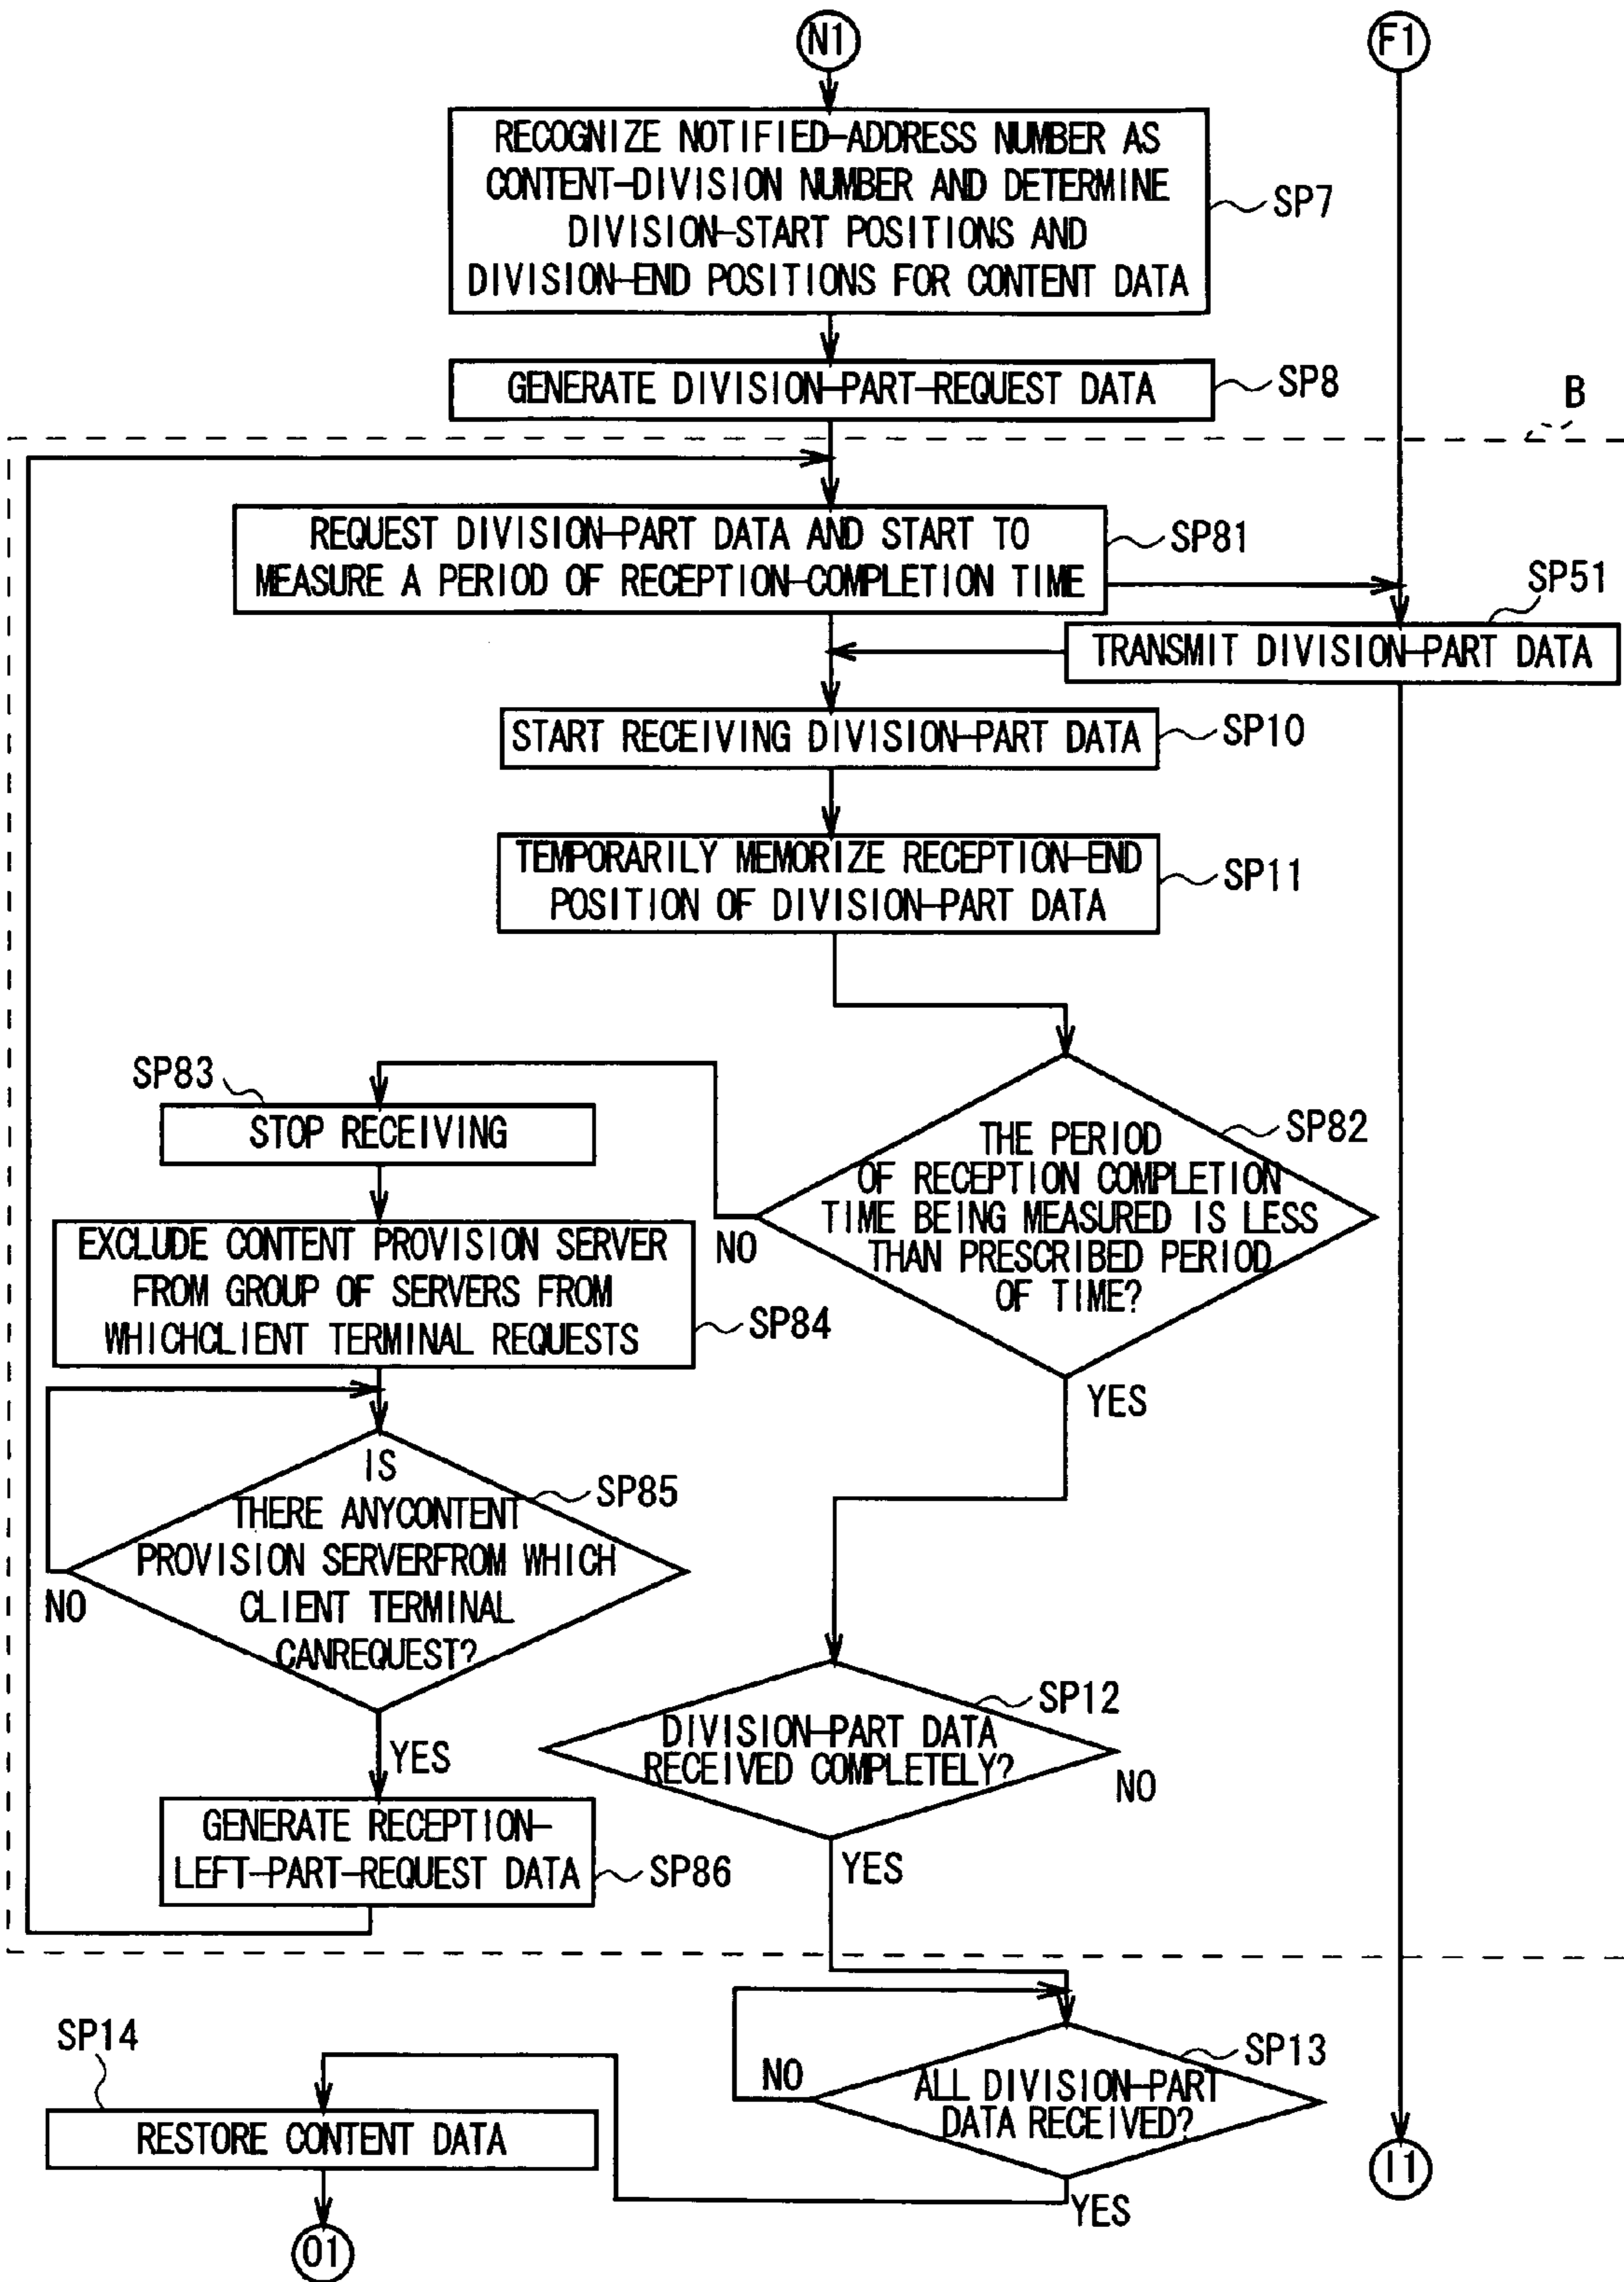 N1
F1
RECOGNIZE NOTIFIED-ADDRESS NUMBER AS
CONTENT-DIVISION NUMBER AND DETERMINE
DIVISION-START POSITIONS AND
DIVISION-END POSITIONS FOR CONTENT DATA
SP7
GENERATE DIVISION-PART-REQUEST DATA
SP8
B
REQUEST DIVISION-PART DATA AND START TO
MEASURE A PERIOD OF RECEPTION-COMPLETION TIME
SP81
SP51
TRANSMIT DIVISION-PART DATA
START RECEIVING DIVISION-PART DATA
SP10
TEMPORARILY MEMORIZE RECEPTION-END
POSITION OF DIVISION-PART DATA
SP11
SP83
STOP RECEIVING
THE PERIOD
OF RECEPTION COMPLETION
TIME BEING MEASURED IS LESS
THAN PRESCRIBED PERIOD
OF TIME?
SP82
NO
YES
EXCLUDE CONTENT PROVISION SERVER
FROM GROUP OF SERVERS FROM
WHICHCLIENT TERMINAL REQUESTS
SP84
IS
THERE ANYCONTENT
PROVISION SERVERFROM WHICH
CLIENT TERMINAL
CANREQUEST?
SP85
NO
YES
DIVISION-PART DATA
RECEIVED COMPLETELY?
SP12
NO
YES
GENERATE RECEPTION-
LEFT-PART-REQUEST DATA
SP86
ALL DIVISION-PART
DATA RECEIVED?
SP13
NO
YES
SP14
RESTORE CONTENT DATA
I1
O1